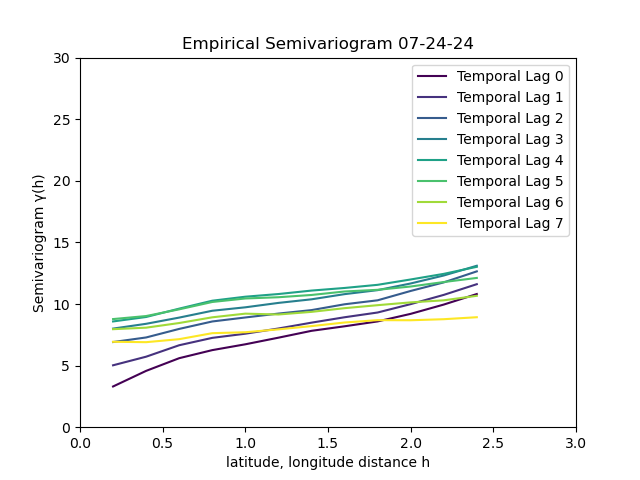 Empirical Semivariogram 07-24-24
30
25
20
15
10
5
0
Semivariogram γ(h)
Temporal Lag 0
Temporal Lag 1
Temporal Lag 2
Temporal Lag 3
Temporal Lag 4
Temporal Lag 5
Temporal Lag 6
Temporal Lag 7
0.0 0.5 1.0 1.5 2.0 2.5 3.0
latitude, longitude distance h